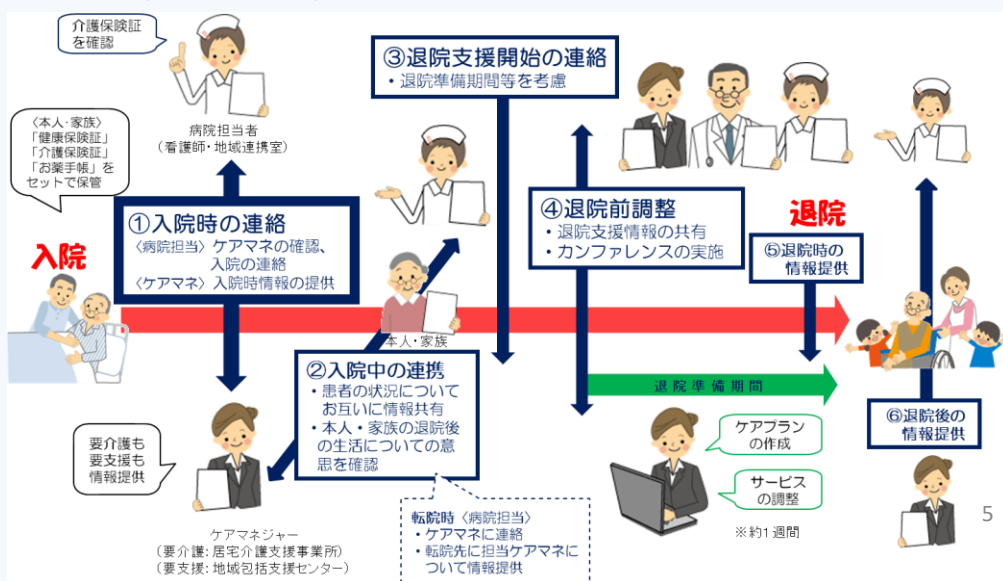 介護保険証
を確認
〈本人・家族〉
「健康保険証」
「介護保険証」
「お薬手帳」を
セットで保管
病院担当者
(看護師・地域連携室)
③退院支援開始の連絡
・退院準備期間等を考慮
入院
①入院時の連絡
〈病院担当〉ケアマネの確認、
入院の連絡
〈ケアマネ〉入院時情報の提供
本人・家族
②入院中の連携
・患者の状況について
お互いに情報共有
・本人・家族の退院後
の生活についての意
思を確認
④退院前調整
・退院支援情報の共有
・カンファレンスの実施
退院
⑤退院時の
情報提供
退院準備期間
⑥退院後の
情報提供
要介護も
要支援も
情報提供
ケアマネジャー
(要介護:居宅介護支援事業所)
(要支援:地域包括支援センター)
転院時〈病院担当〉
・ケアマネに連絡
・転院先に担当ケアマネに
ついて情報提供
ケアプラン
の作成
サービス
の調整
※約1週間
5